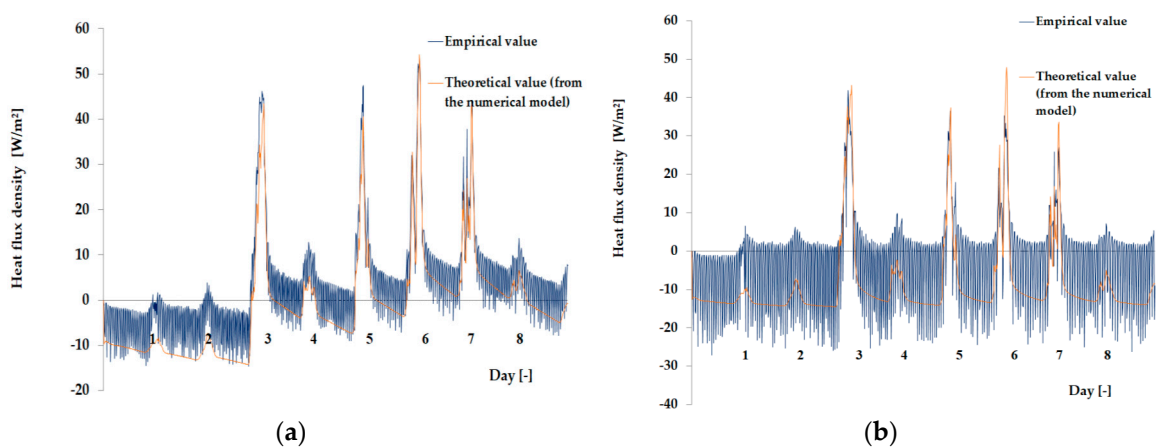 60
50
40
30
20
10
0
-10
-20
Heat flux density [W/m²]
Empirical value
Theoretical value (from
the numerical model)
1 2 3 4 5 6 7 8
Day [-]
(a)
60
50
40
30
20
10
0
-10
-20
-30
-40
Heat flux density [W/m²]
Empirical value
Theoretical value
(from the numerical
model)
1 2 3 4 5 6 7 8
Day [-]
(b)